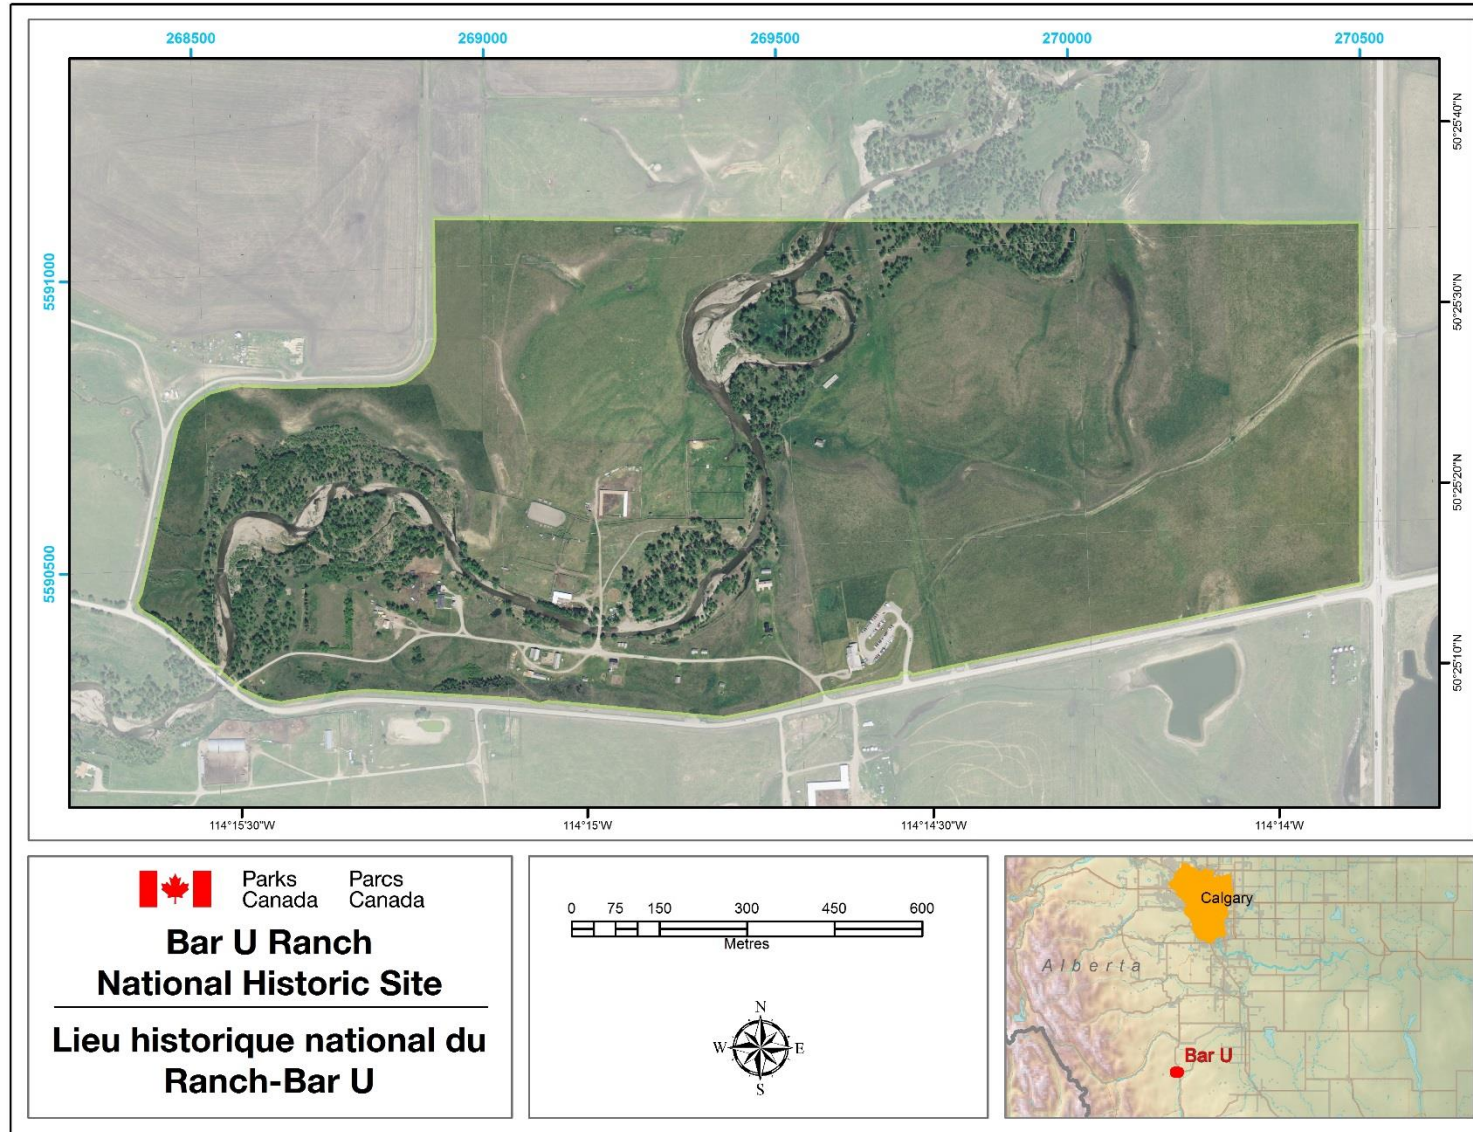 268500 269000 269500 270000 270500
50°25'40"N
5591000
50°25'30"N
50°25'20"N
5590500
50°25'10"N
114°15'30"W 114°15'W 114°14'30"W 114°14'W
Parks Canada
Parcs Canada
Bar U Ranch
National Historic Site
Lieu historique national du
Ranch-Bar U
0 75 150 300 450 600
Metres
N
W E
S
Calgary
Alberta
Bar U